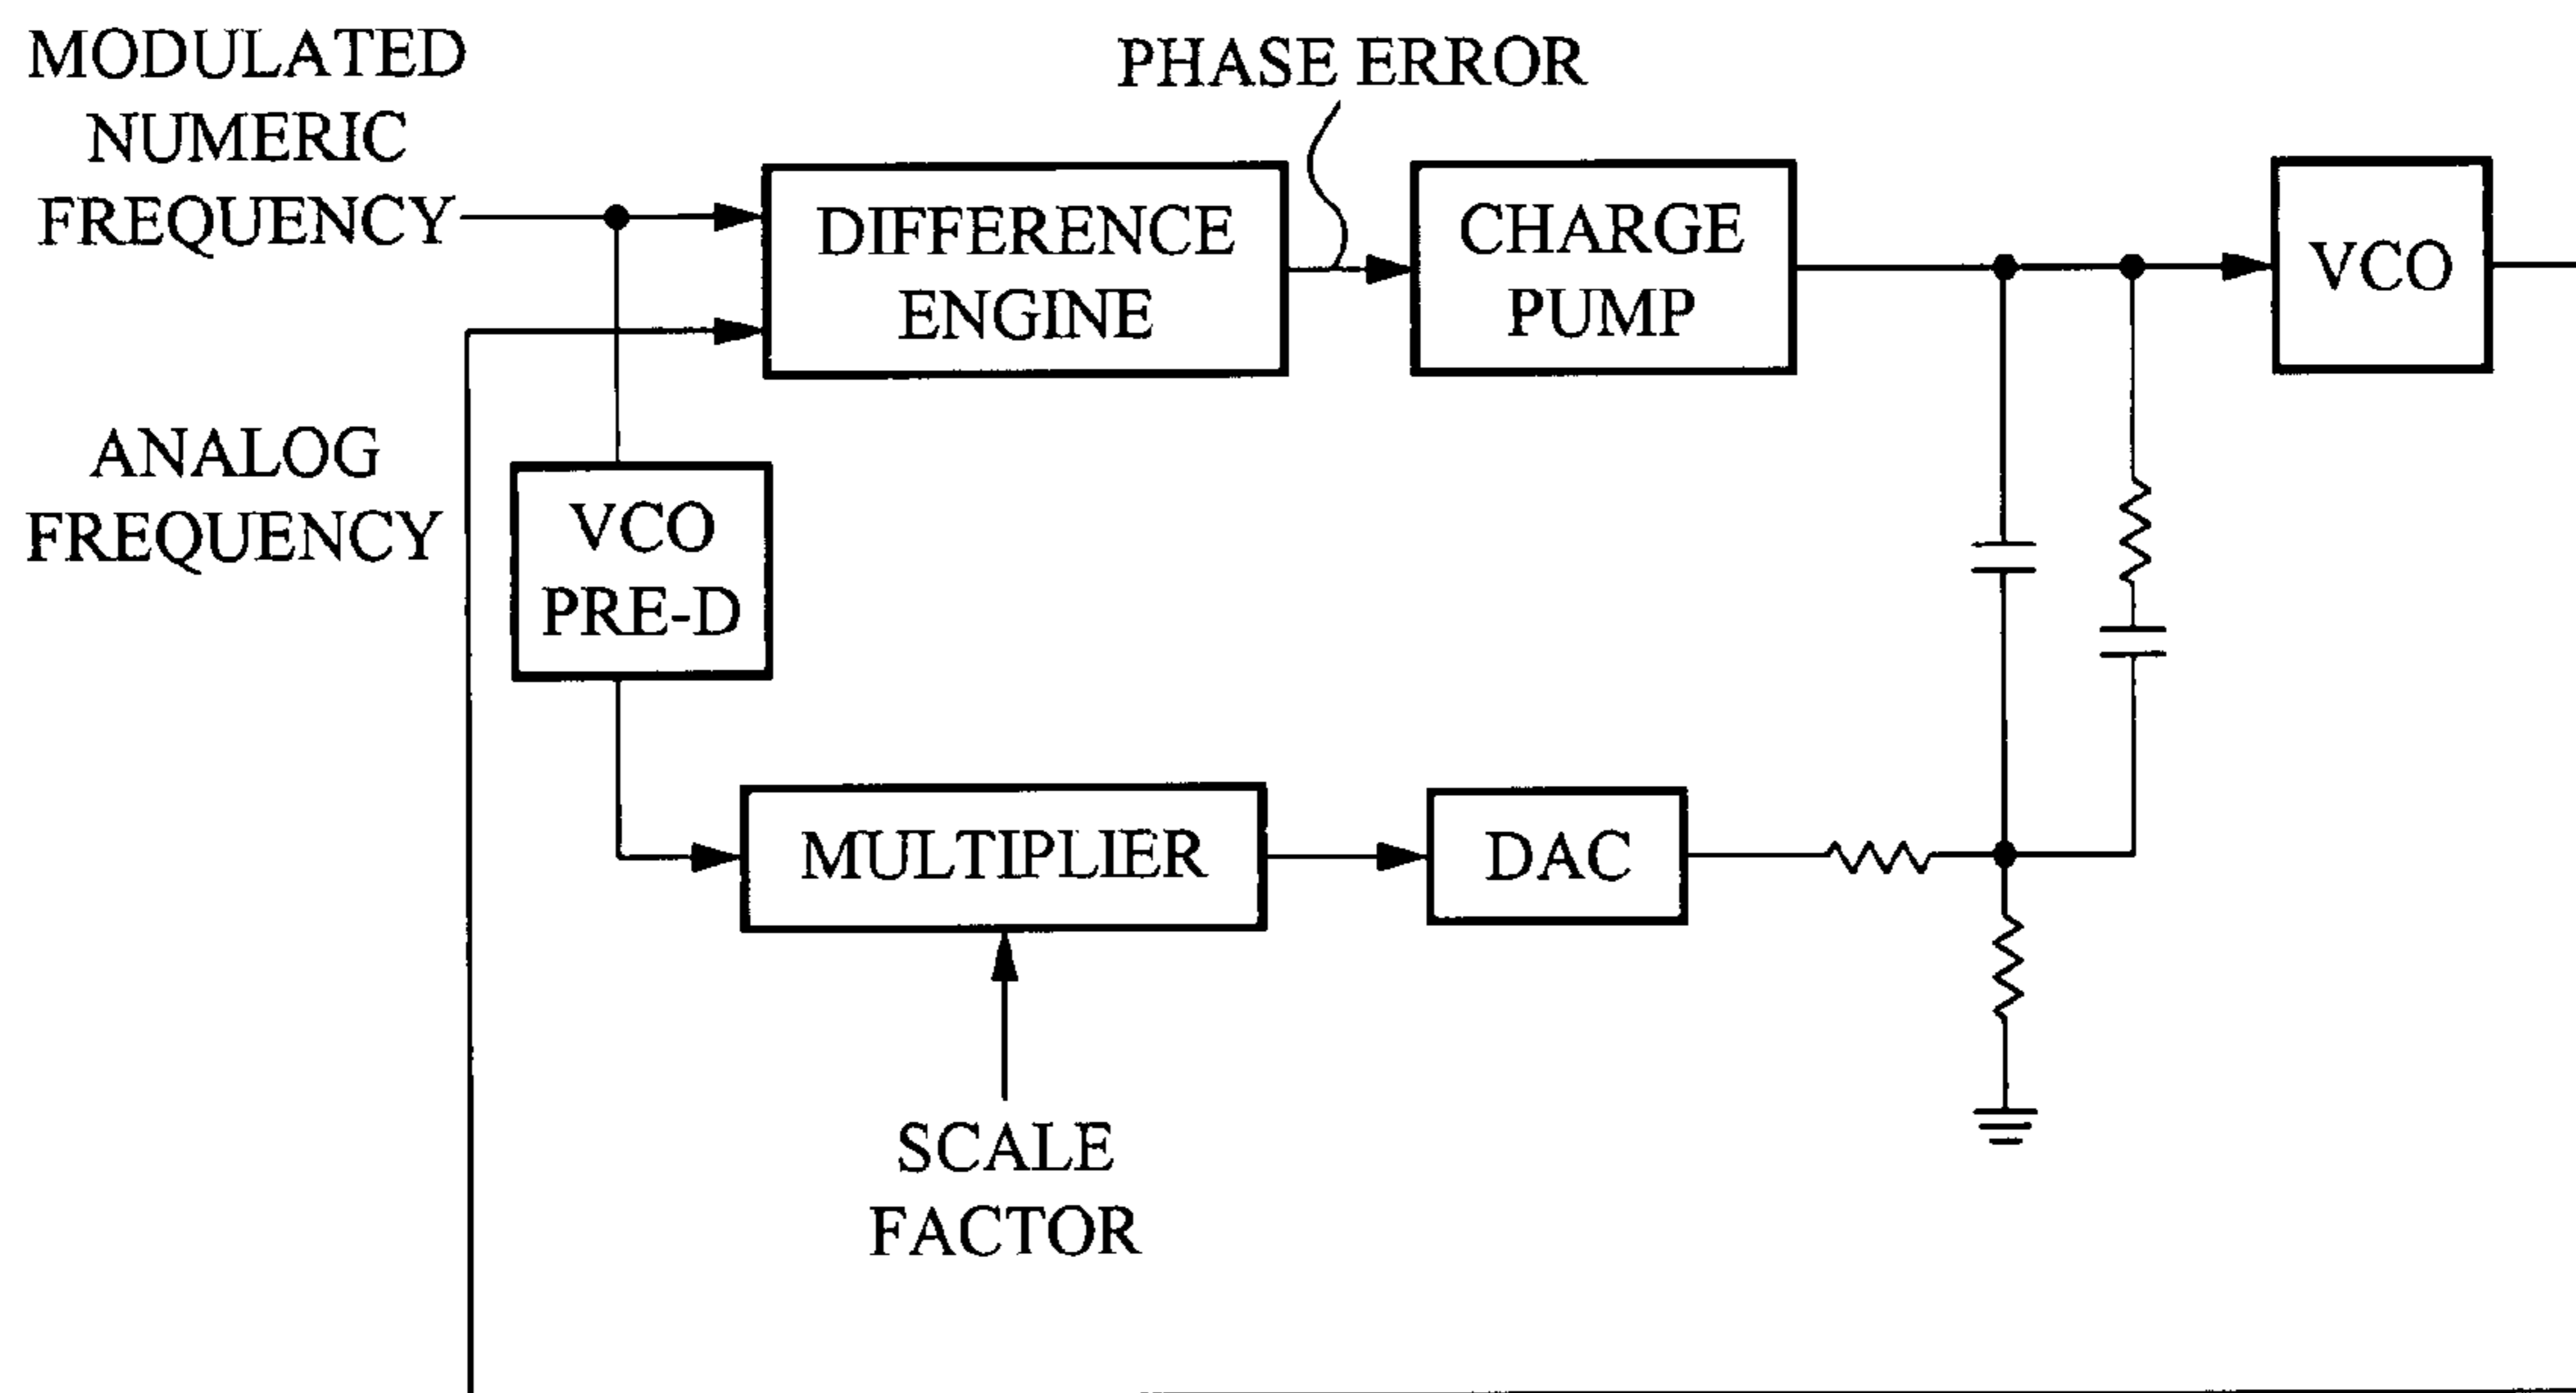 MODULATED
NUMERIC
FREQUENCY
PHASE ERROR
DIFFERENCE
ENGINE
CHARGE
PUMP
VCO
ANALOG
FREQUENCY
VCO
PRE-D
MULTIPLIER
DAC
SCALE
FACTOR